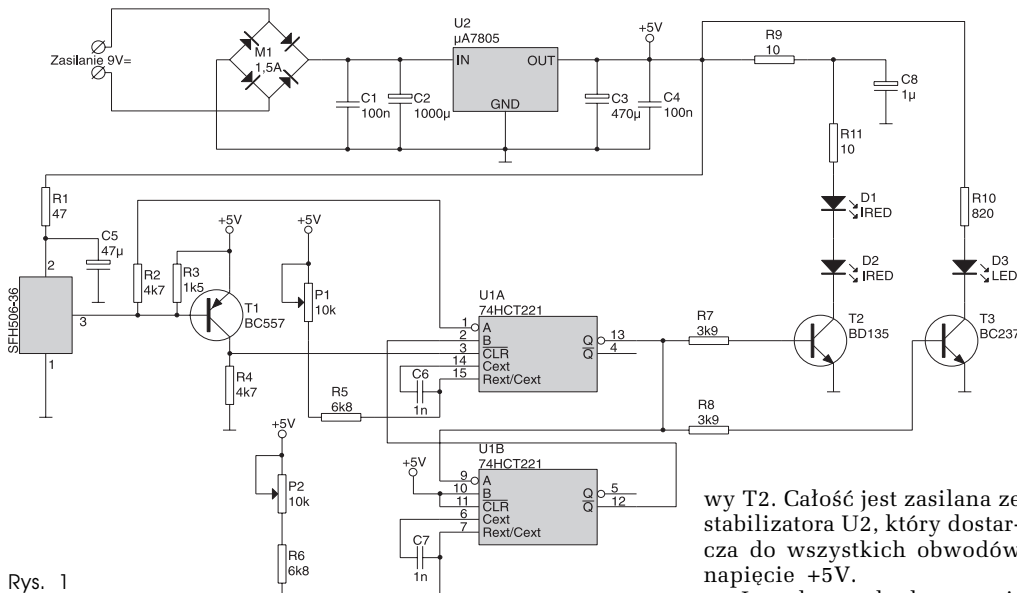 Zasilanie 9V=
M1
1,5A
C1
100n
C2
1000µ
U2
µA7805
IN
OUT
GND
+5V
C3
470µ
C4
100n
R9
10
C8
1µ
R11
10
D1
IRED
D2
IRED
R10
820
D3
LED
R1
47
C5
47µ
2
SFH506-36
3
1
R2
4k7
R3
1k5
+5V
T1
BC557
R4
4k7
+5V
P1
10k
R5
6k8
C6
1n
U1A
74HCT221
1
2
3
14
15
A
B
CLR
Cext
Rext/Cext
Q
Q
13
4
R7
3k9
T2
BD135
T3
BC237
R8
3k9
+5V
P2
10k
R6
6k8
+5V
C7
1n
U1B
74HCT221
9
10
11
6
7
A
B
CLR
Cext
Rext/Cext
Q
Q
5
12
Rys. 1
wy T2. Całość jest zasilana ze
stabilizatora U2, który dostar-
cza do wszystkich obwodów
napięcie +5V.